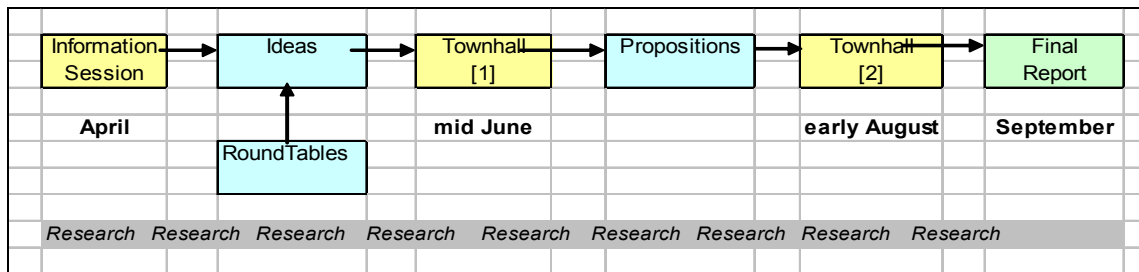 Information Ideas Townhall Propositions Townhall Final
Session [1] [2] Report
April mid June early August September
RoundTables
Research Research Research Research Research Research Research Research Research